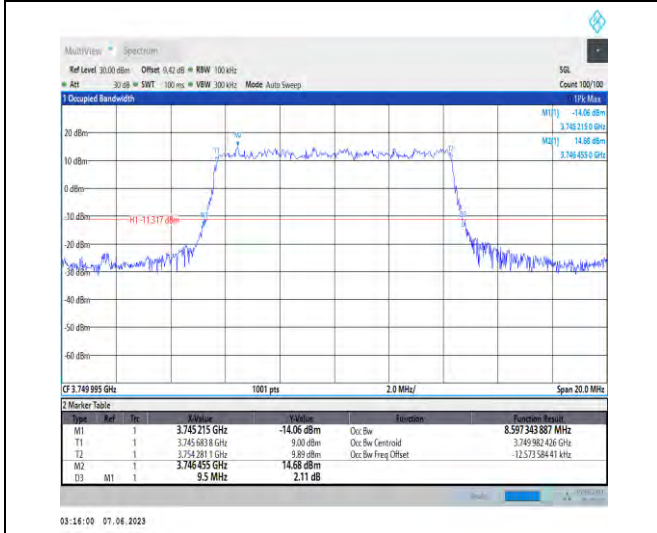 MultiView Spectrum
Ref Level 30.00 dBm Offset 9.42 dB RBW 100 kHz SGL
Att 30 dB SWT 100 ms VBW 300 kHz Mode Auto Sweep Count 100/100
1 Occupied Bandwidth 1Pk Max
M1[1] -14.06 dBm
3.745 215 0 GHz
M2[1] 14.68 dBm
3.746 455 0 GHz
20 dBm
T1 M2 T2
10 dBm
0 dBm
-10 dBm
H1 -11.317 dBm
-20 dBm
-30 dBm
-40 dBm
-50 dBm
-60 dBm
CF 3.749 995 GHz 1001 pts 2.0 MHz/ Span 20.0 MHz
2 Marker Table
Type Ref Trc X-Value Y-Value Function Function Result
M1 1 3.745 215 GHz -14.06 dBm Occ Bw 8.597 343 887 MHz
T1 1 3.745 683 8 GHz 9.00 dBm Occ Bw Centroid 3.749 982 426 GHz
T2 1 3.754 281 1 GHz 9.89 dBm Occ Bw Freq Offset -12.573 584 41 kHz
M2 1 3.746 455 GHz 14.68 dBm
D3 M1 1 9.5 MHz 2.11 dB
03:16:00 07.06.2023